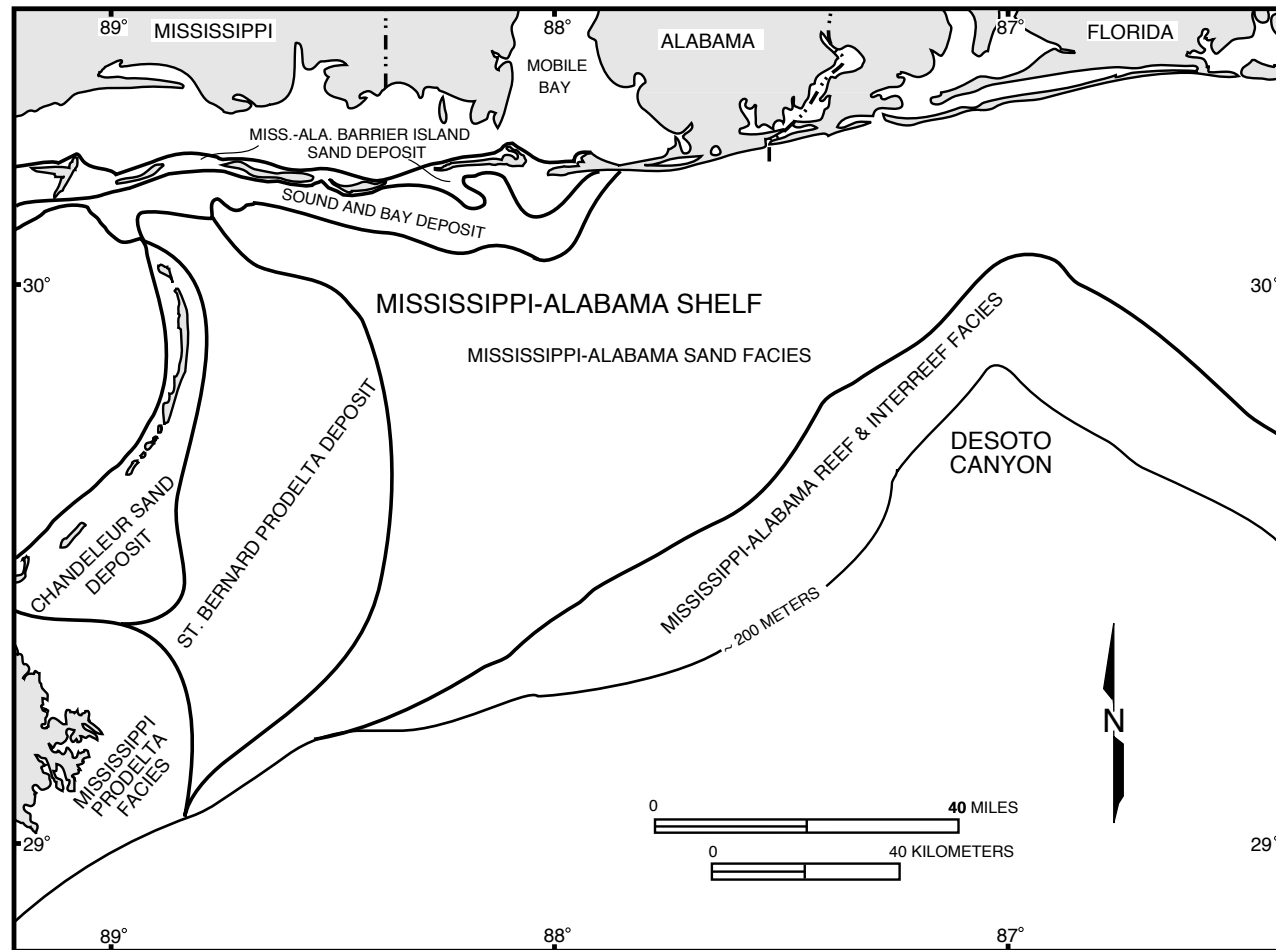 89°
88°
87°
MISSISSIPPI
ALABAMA
FLORIDA
MOBILE
BAY
MISS.-ALA. BARRIER ISLAND
SAND DEPOSIT
SOUND AND BAY DEPOSIT
30°
30°
MISSISSIPPI-ALABAMA SHELF
MISSISSIPPI-ALABAMA SAND FACIES
MISSISSIPPI-ALABAMA REEF & INTERREEF FACIES
DESOTO
CANYON
CHANDELEUR SAND
DEPOSIT
ST. BERNARD PRODELTA DEPOSIT
~ 200 METERS
MISSISSIPPI
PRODELTA
FACIES
N
0 40 MILES
0 40 KILOMETERS
29°
29°
89°
88°
87°